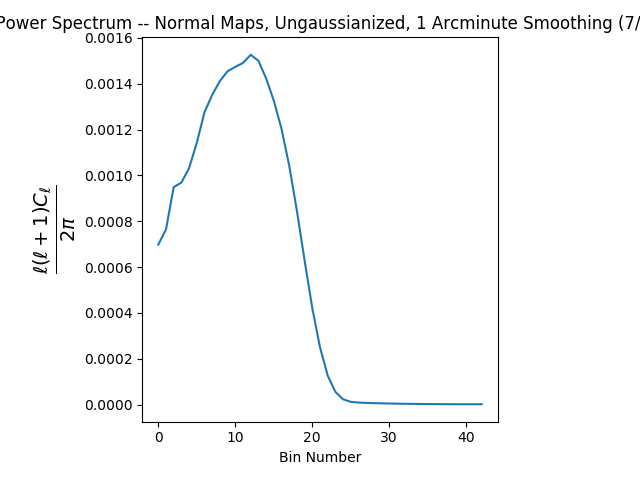 Power Spectrum -- Normal Maps, Ungaussianized, 1 Arcminute Smoothing (7/
0.0016
0.0014
0.0012
0.0010
0.0008
0.0006
0.0004
0.0002
0.0000
ℓ(ℓ + 1)Cℓ
2π
0 10 20 30 40
Bin Number